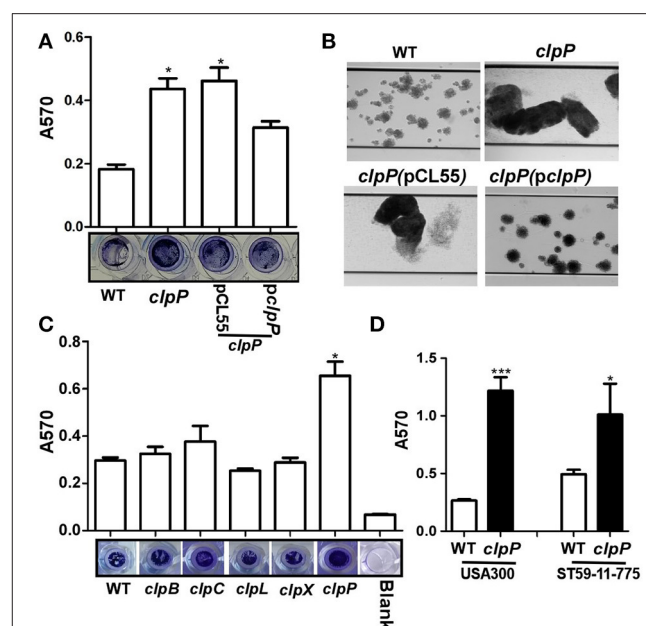 A
0.6
0.4
0.2
0.0
A570
*
*
WT
clpP
pCL55
pclpP
clpP
B
WT
clpP
clpP(pCL55)
clpP(pclpP)
C
0.8
0.6
0.4
0.2
0.0
A570
*
WT
clpB
clpC
clpL
clpX
clpP
Blank
D
1.5
1.0
0.5
0.0
A570
***
*
WT clpP
WT clpP
USA300
ST59-11-775